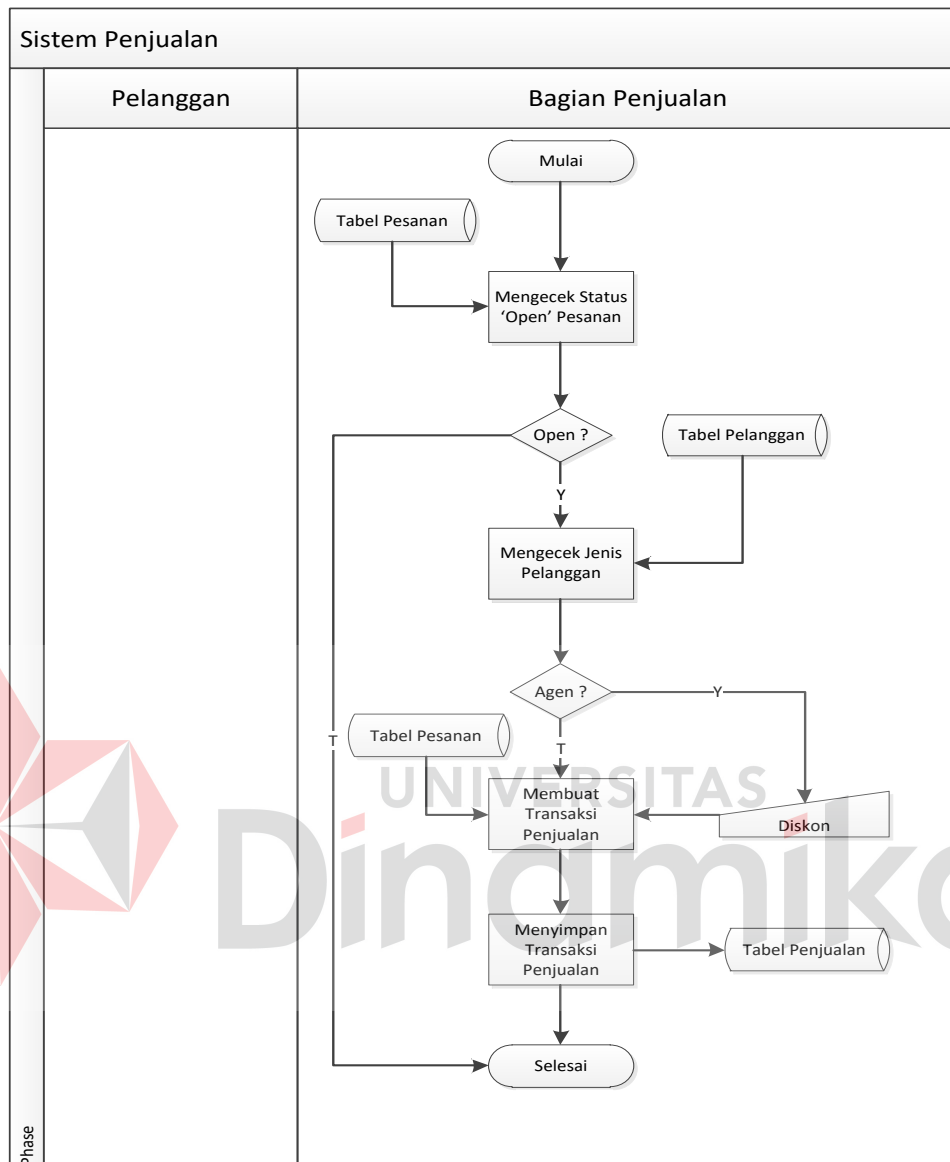 Sistem Penjualan
Pelanggan
Bagian Penjualan
Mulai
Tabel Pesanan
Mengecek Status
‘Open’ Pesanan
Open ?
Tabel Pelanggan
Y
Mengecek Jenis
Pelanggan
Agen ?
Y
T
Tabel Pesanan
T
UNIVERSITAS
Dinamika
Membuat
Transaksi
Penjualan
Diskon
Menyimpan
Transaksi
Penjualan
Tabel Penjualan
Selesai
Phase